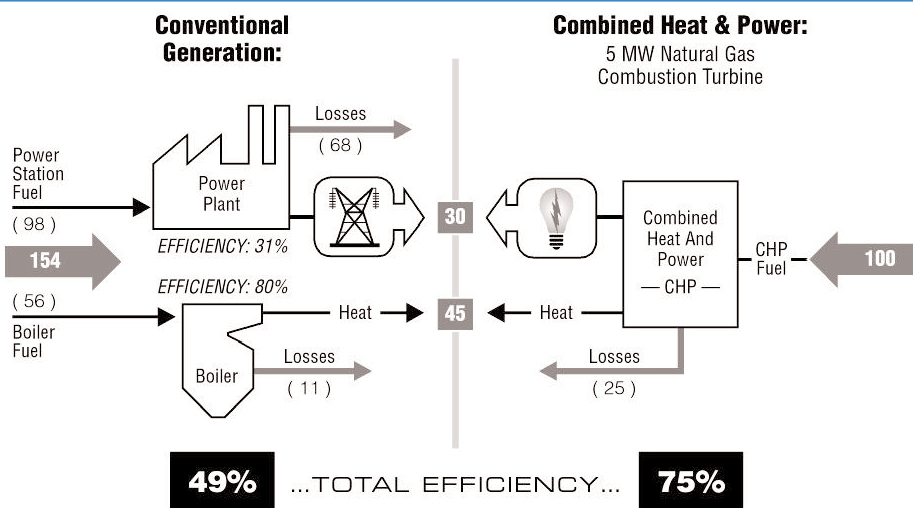 Conventional
Generation:
Combined Heat & Power:
5 MW Natural Gas
Combustion Turbine
Losses
( 68 )
Power
Station
Fuel
( 98 )
Power
Plant
EFFICIENCY: 31%
154
30
Combined
Heat And
Power
— CHP —
CHP
Fuel
100
EFFICIENCY: 80%
( 56 )
Boiler
Fuel
Heat
45
Heat
Boiler
Losses
( 11 )
Losses
( 25 )
49% ...TOTAL EFFICIENCY... 75%